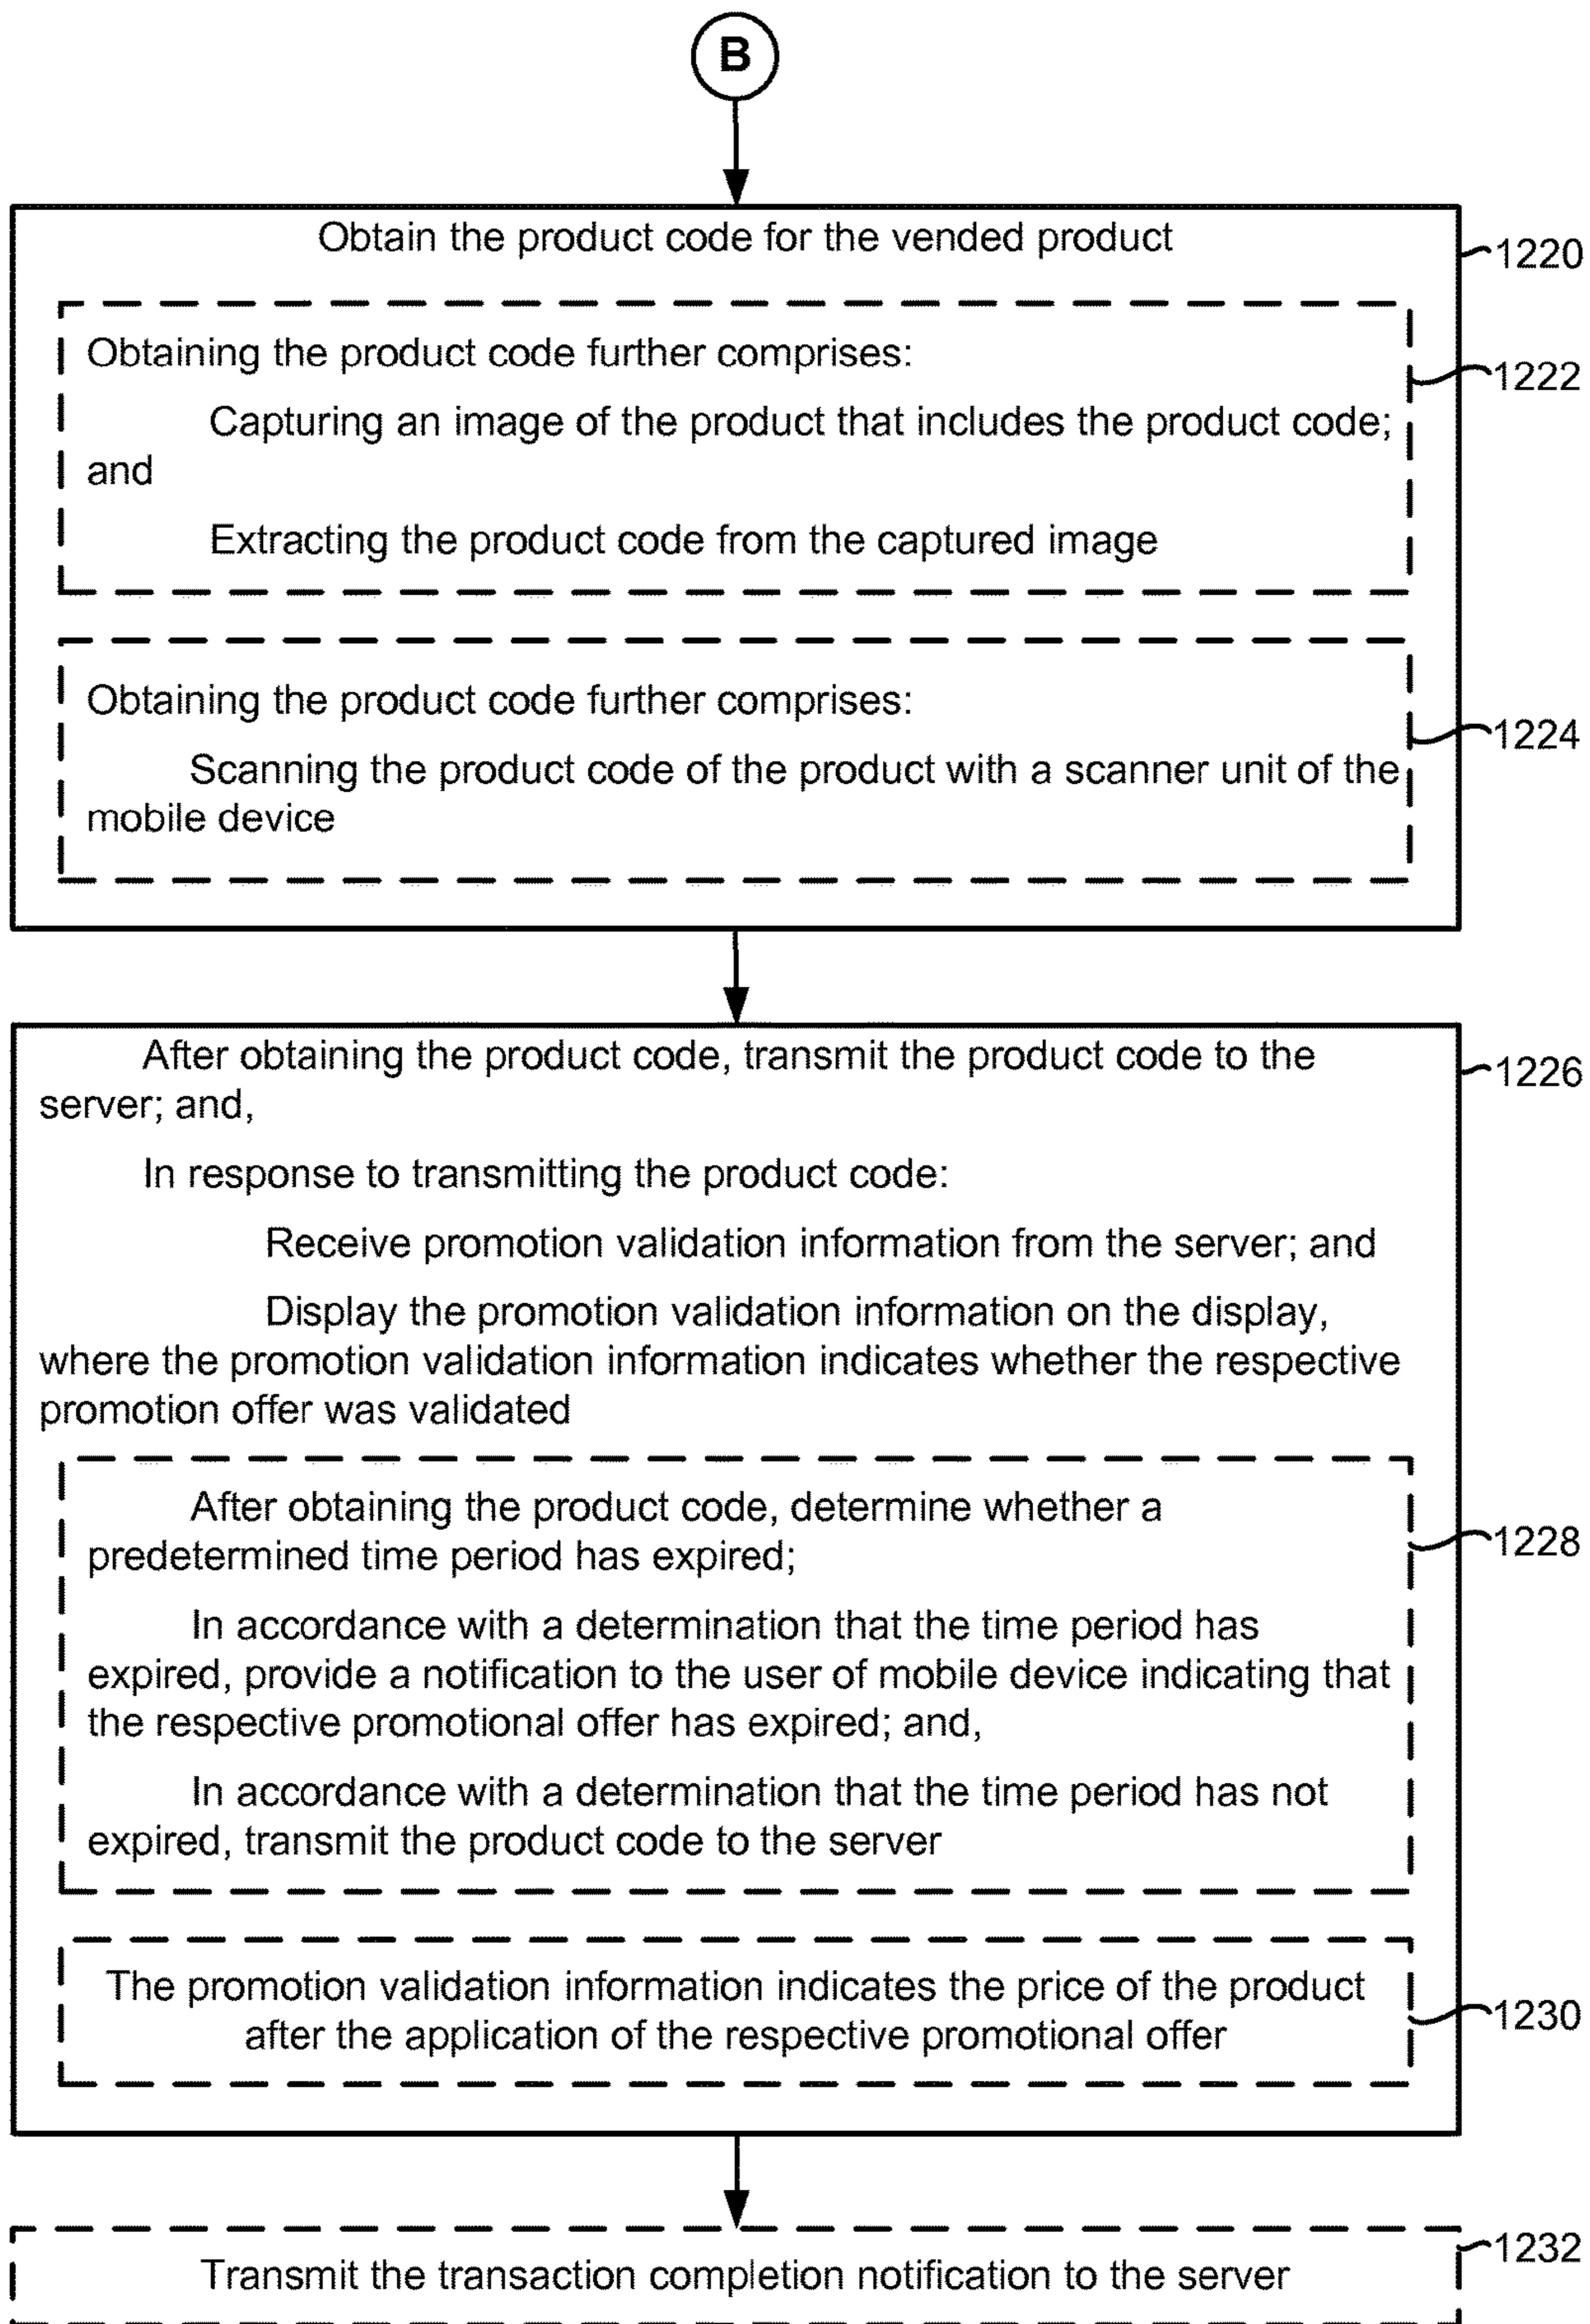 B
Obtain the product code for the vended product
1220
Obtaining the product code further comprises:
1222
Capturing an image of the product that includes the product code;
and
Extracting the product code from the captured image
Obtaining the product code further comprises:
1224
Scanning the product code of the product with a scanner unit of the
mobile device
After obtaining the product code, transmit the product code to the
1226
server; and,
In response to transmitting the product code:
Receive promotion validation information from the server; and
Display the promotion validation information on the display,
where the promotion validation information indicates whether the respective
promotion offer was validated
After obtaining the product code, determine whether a
1228
predetermined time period has expired;
In accordance with a determination that the time period has
expired, provide a notification to the user of mobile device indicating that
the respective promotional offer has expired; and,
In accordance with a determination that the time period has not
expired, transmit the product code to the server
The promotion validation information indicates the price of the product
1230
after the application of the respective promotional offer
1232
Transmit the transaction completion notification to the server